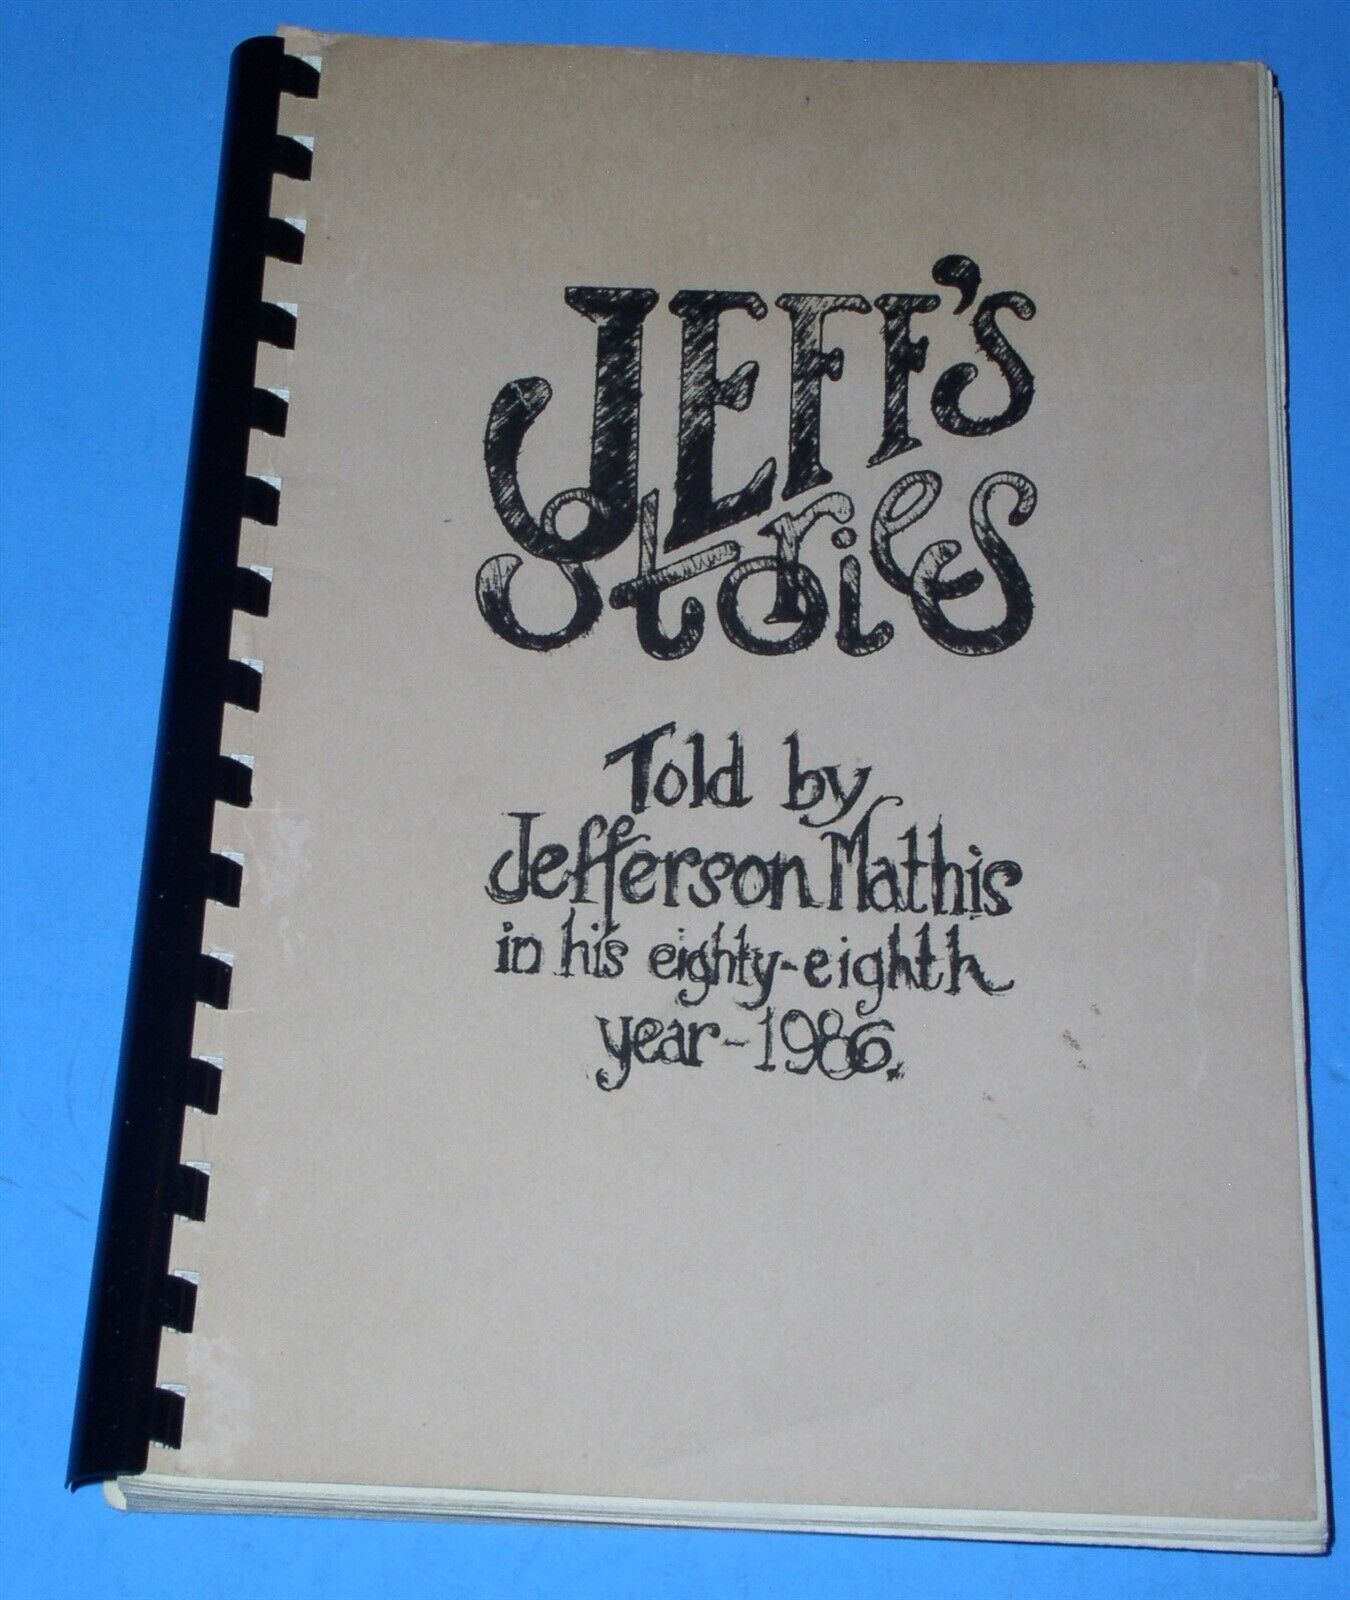 JEFF'S
stories
Told by
Jefferson Mathis
in his eighty-eighth
year-1986.